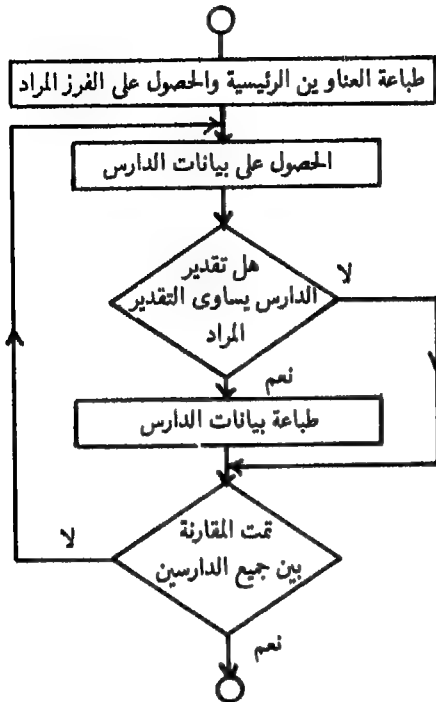 طباعة العناوين الرئيسية والحصول على الفرز المراد
الحصول على بيانات الدارس
هل تقدير
الدارس يساوى التقدير
المراد
لا
نعم
طباعة بيانات الدارس
تمت المقارنة
بين جميع الدارسين
لا
نعم